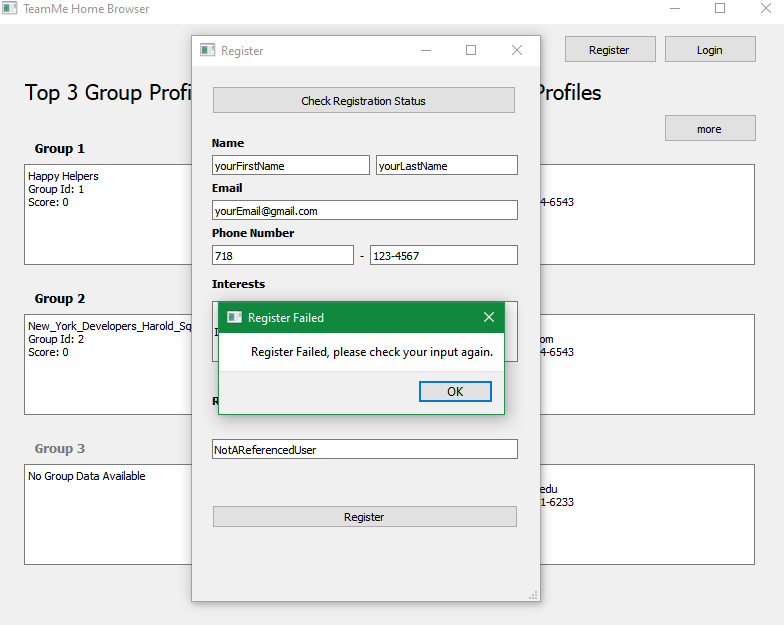 TeamMe Home Browser
Register
Login
Top 3 Group Profi
Profiles
more
Group 1
Happy Helpers
Group Id: 1
Score: 0
4-6543
Group 2
New_York_Developers_Harold_Sq
Group Id: 2
Score: 0
om
4-6543
Group 3
No Group Data Available
edu
1-6233
Register
Check Registration Status
Name
yourFirstName
yourLastName
Email
yourEmail@gmail.com
Phone Number
718 - 123-4567
Interests
Register Failed
Register Failed, please check your input again.
OK
NotAReferencedUser
Register